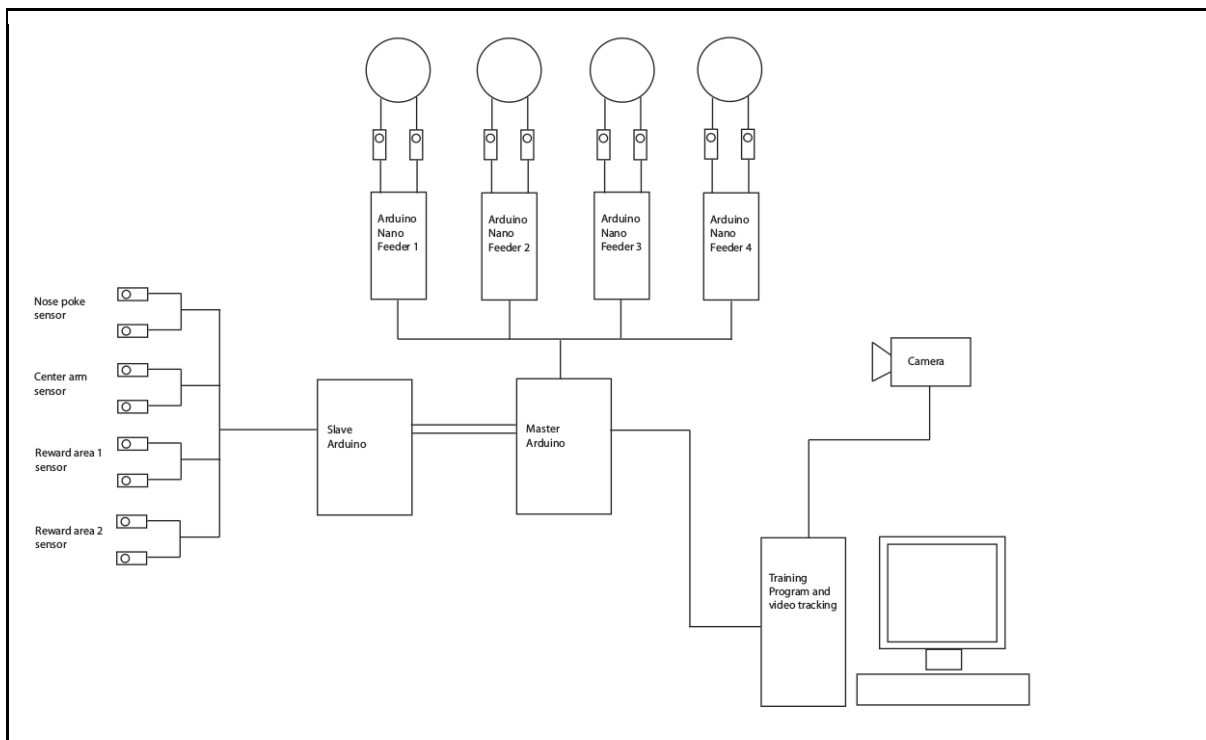 Arduino
Nano
Feeder 1
Arduino
Nano
Feeder 2
Arduino
Nano
Feeder 3
Arduino
Nano
Feeder 4
Nose poke
sensor
Center arm
sensor
Reward area 1
sensor
Reward area 2
sensor
Slave
Arduino
Master
Arduino
Camera
Training
Program and
video tracking